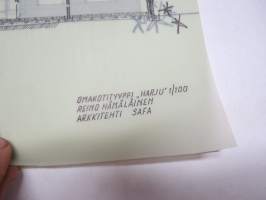 OMAKOTITYYPPI „HARJU" 1/100
REINO HÄMÄLÄINEN
ARKKITEHTI SAFA